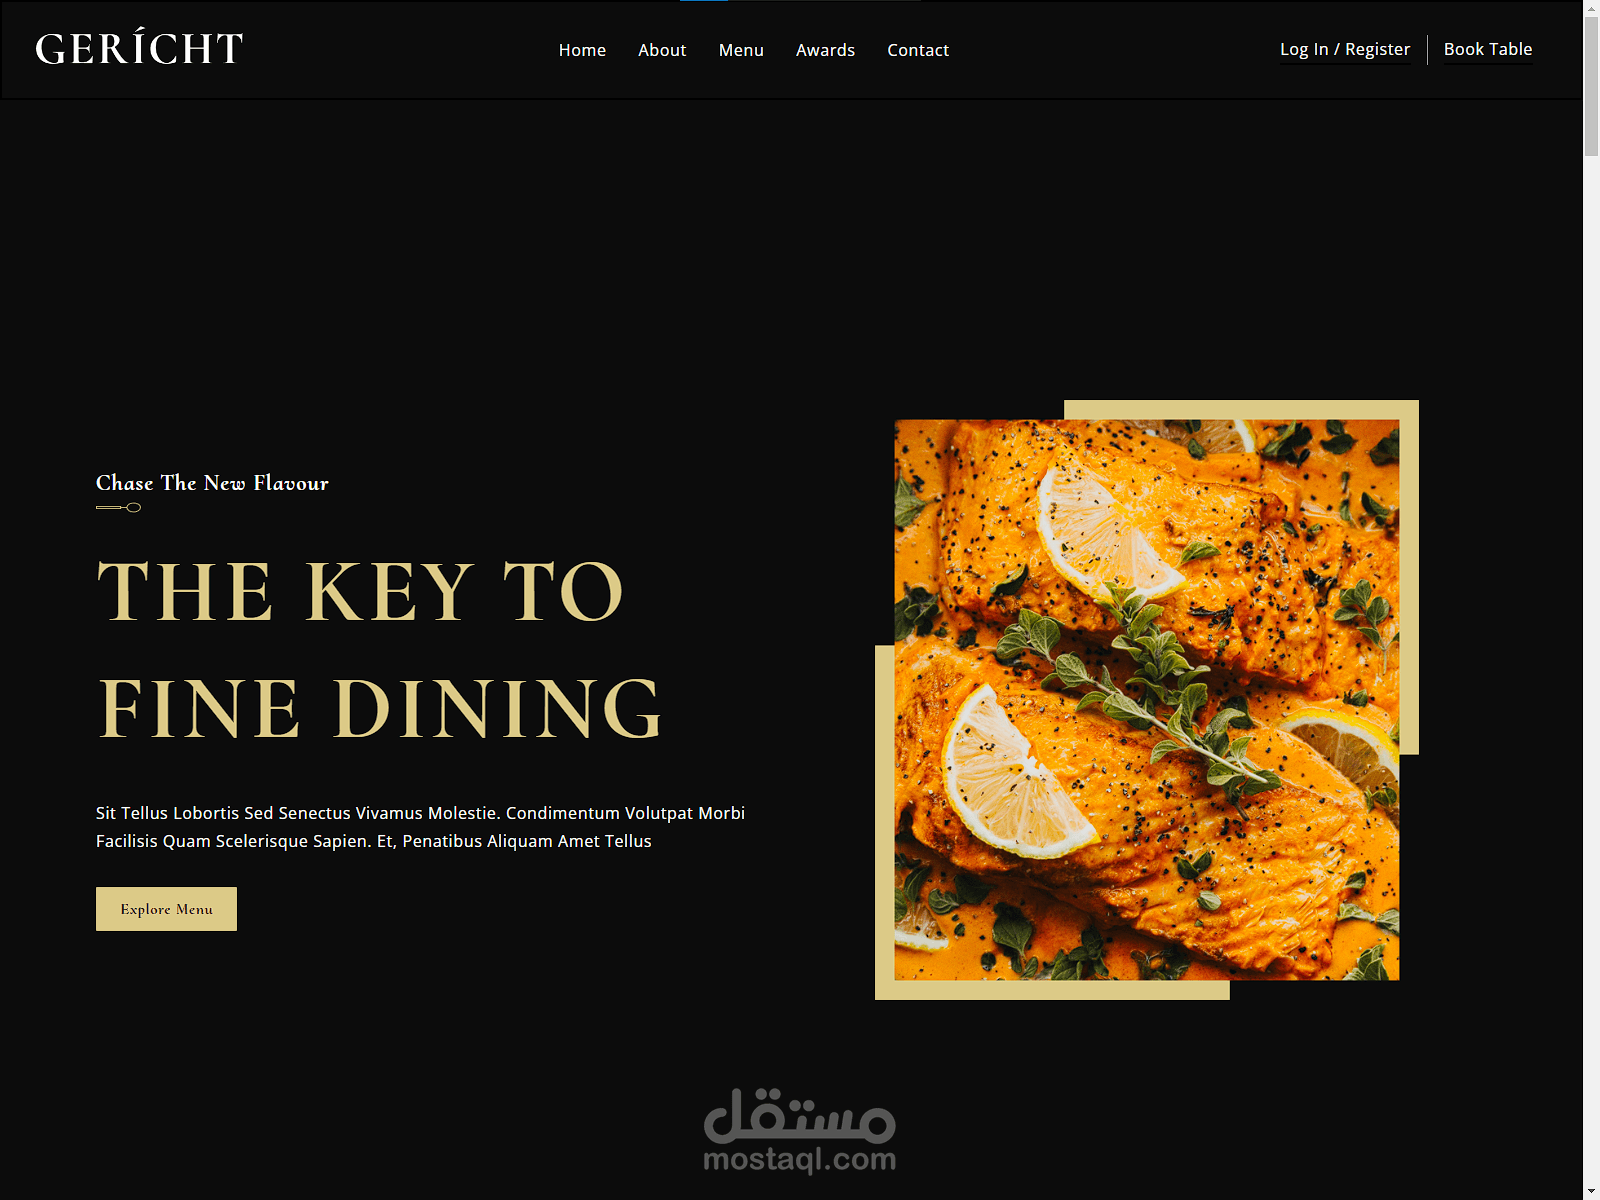 GERÍCHT
Home About Menu Awards Contact
Log In / Register Book Table
Chase The New Flavour
THE KEY TO
FINE DINING
Sit Tellus Lobortis Sed Senectus Vivamus Molestie. Condimentum Volutpat Morbi
Facilisis Quam Scelerisque Sapien. Et, Penatibus Aliquam Amet Tellus
Explore Menu
مستقل
mostaql.com